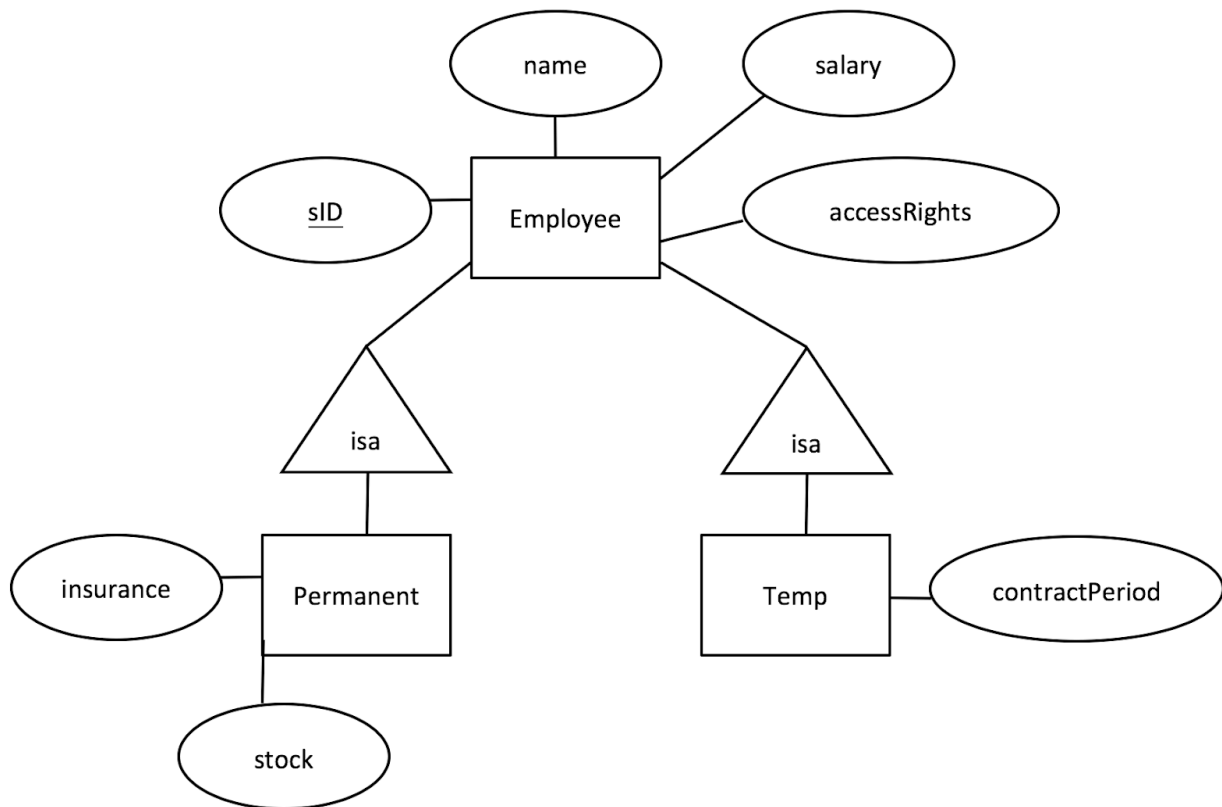 name
salary
sID
Employee
accessRights
isa
isa
insurance
Permanent
Temp
contractPeriod
stock